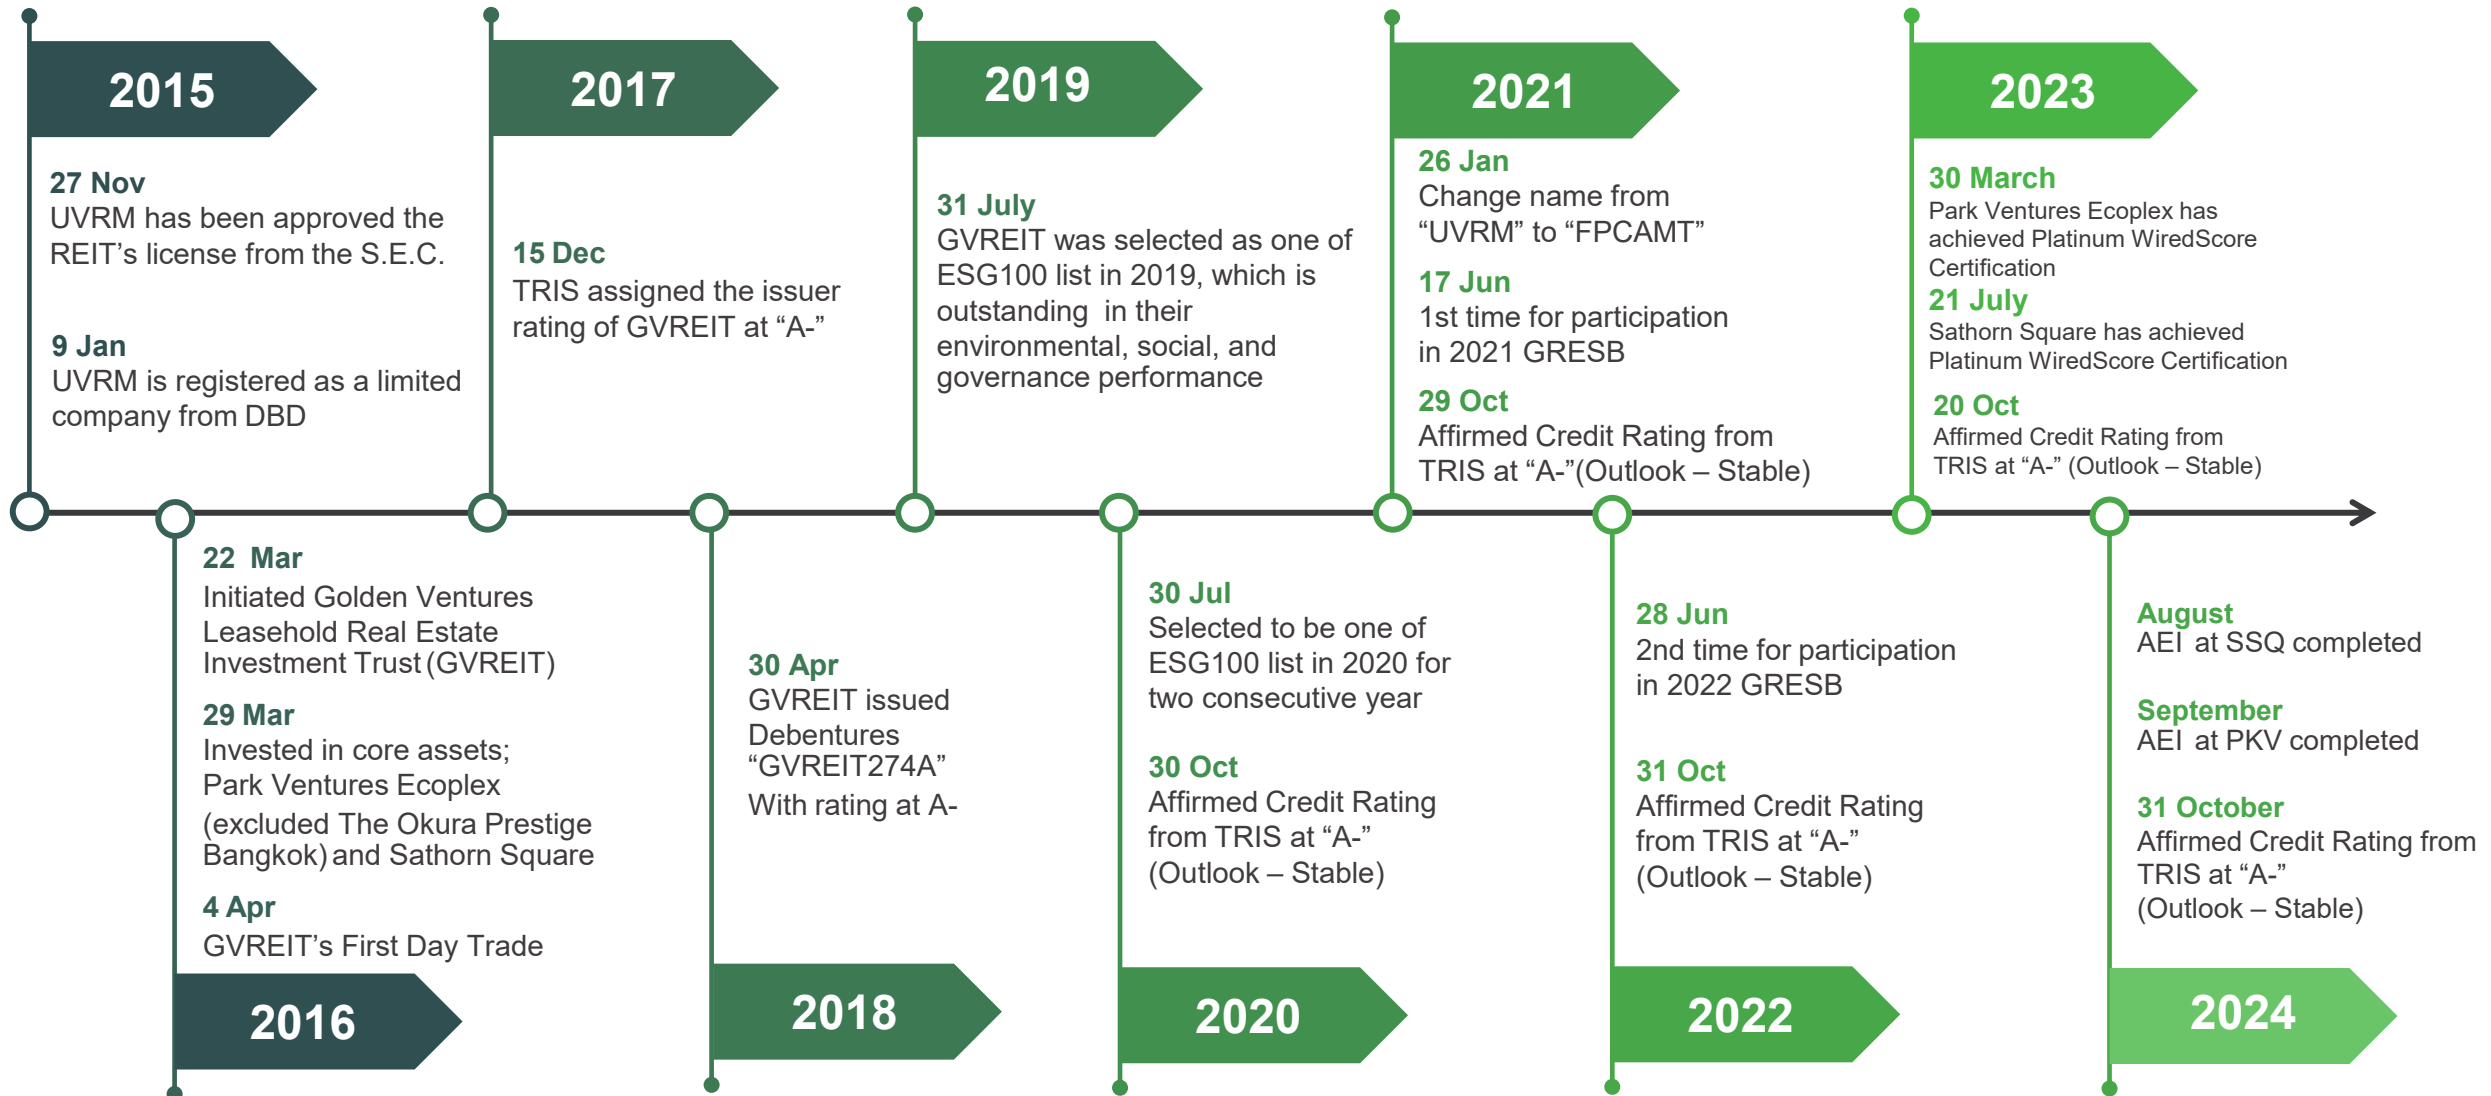 2015
27 Nov
UVRM has been approved the
REIT’s license from the S.E.C.
9 Jan
UVRM is registered as a limited
company from DBD
22  Mar
Initiated Golden Ventures
Leasehold Real Estate
Investment Trust (GVREIT)
29 Mar
Invested in core assets;
Park Ventures Ecoplex
(excluded The Okura Prestige
Bangkok) and Sathorn Square
4 Apr
GVREIT’s First Day Trade
2016
2017
15 Dec
TRIS assigned the issuer
rating of GVREIT at “A-”
30 Apr
GVREIT issued
Debentures
“GVREIT274A”
With rating at A-
2018
2019
31 July
GVREIT was selected as one of
ESG100 list in 2019, which is
outstanding  in their
environmental, social, and
governance performance
30 Jul
Selected to be one of
ESG100 list in 2020 for
two consecutive year
30 Oct
Affirmed Credit Rating
from TRIS at “A-”
(Outlook – Stable)
2020
2021
26 Jan
Change name from
“UVRM” to “FPCAMT”
17 Jun
1st time for participation
in 2021 GRESB
29 Oct
Affirmed Credit Rating from
TRIS at “A-”(Outlook – Stable)
28 Jun
2nd time for participation
in 2022 GRESB
31 Oct
Affirmed Credit Rating
from TRIS at “A-”
(Outlook – Stable)
2022
2023
30 March
Park Ventures Ecoplex has
achieved Platinum WiredScore
Certification
21 July
Sathorn Square has achieved
Platinum WiredScore Certification
20 Oct
Affirmed Credit Rating from
TRIS at “A-” (Outlook – Stable)
August
AEI  at SSQ completed
September
AEI  at PKV completed
31 October
Affirmed Credit Rating from
TRIS at “A-”
(Outlook – Stable)
2024